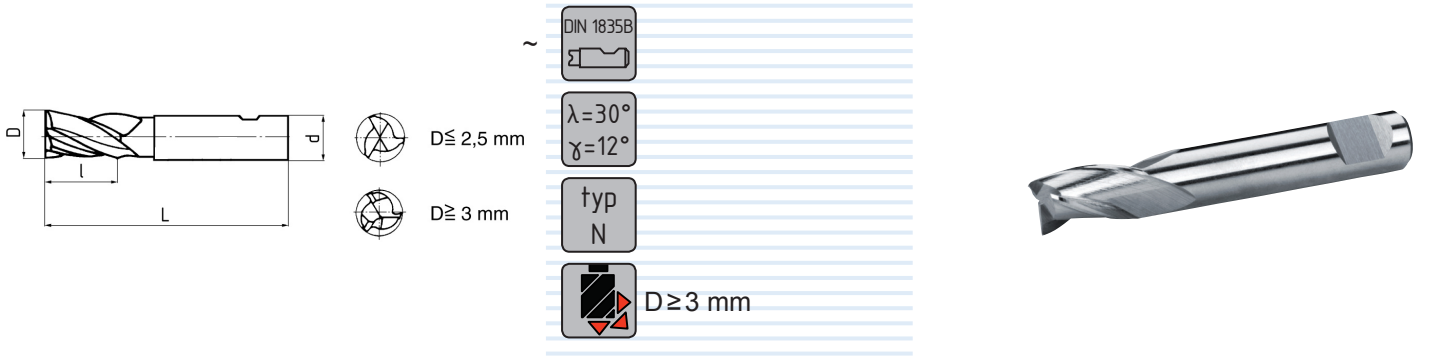 D
d
l
L
D≦ 2,5 mm
D≧ 3 mm
~
DIN 1835B
λ=30°
γ=12°
typ
N
D≥3 mm